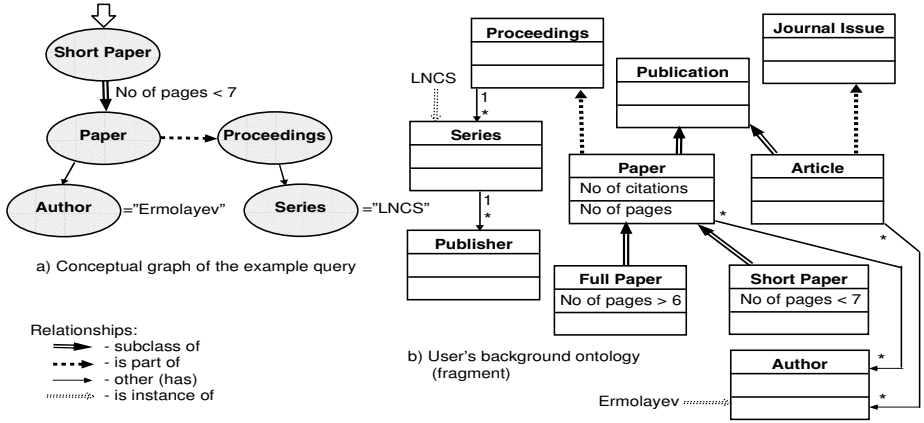 Short Paper
No of pages < 7
Paper
Proceedings
Author
="Ermolayev"
Series
="LNCS"
a) Conceptual graph of the example query
Relationships:
- subclass of
- is part of
- other (has)
- is instance of
Proceedings
Journal Issue
Publication
LNCS
1
*
Series
Paper
No of citations
No of pages
*
Article
*
1
*
Publisher
Full Paper
No of pages > 6
Short Paper
No of pages < 7
b) User's background ontology
(fragment)
Author
*
*
Ermolayev